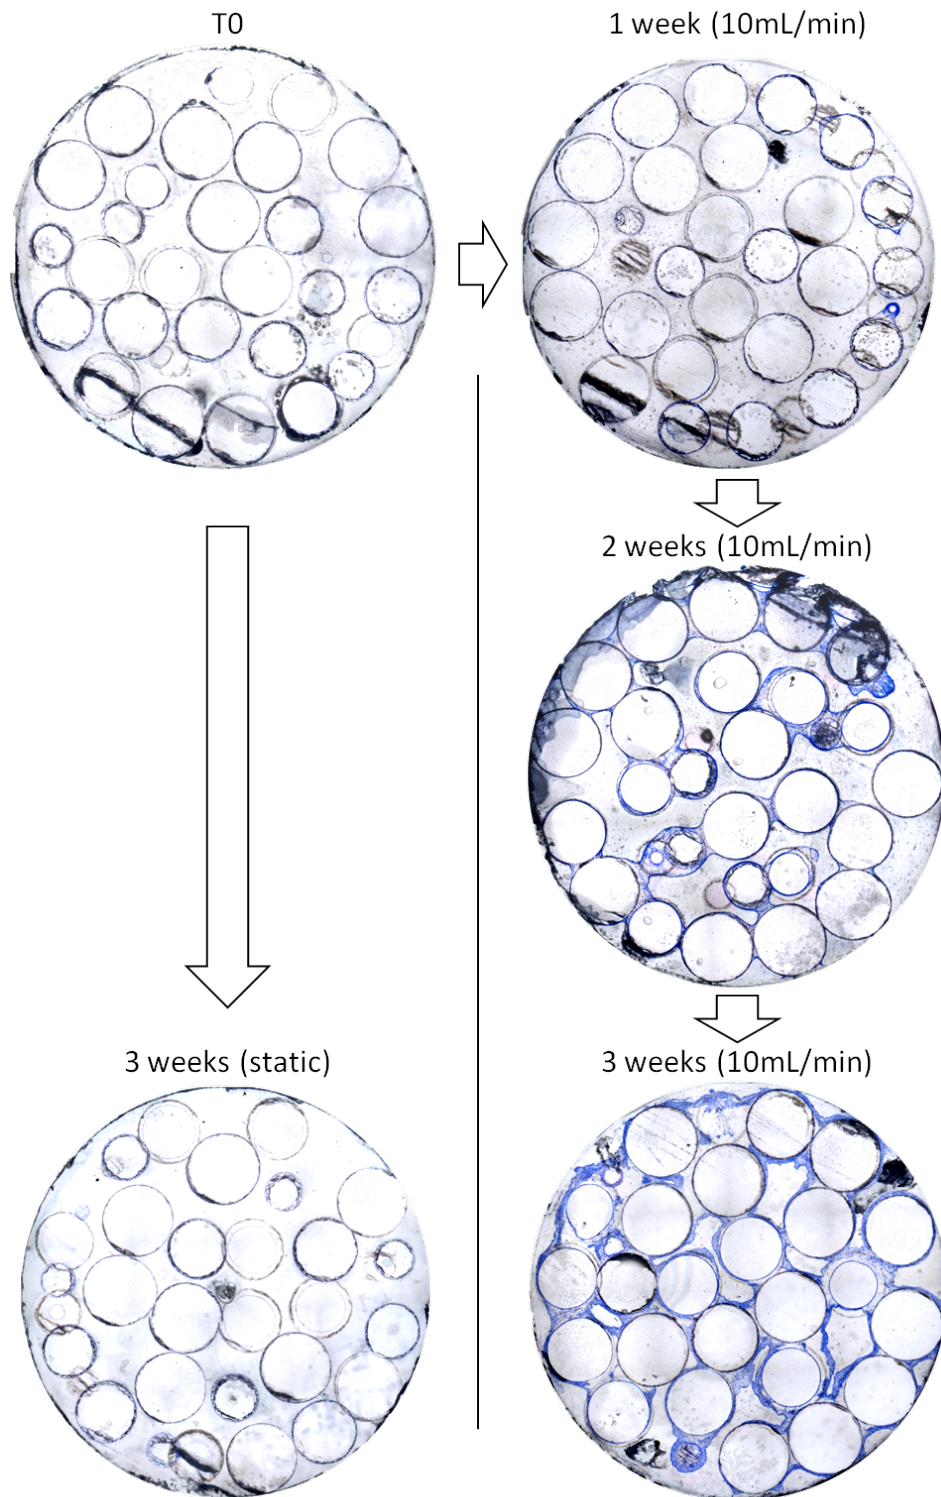 T0
1 week (10mL/min)
2 weeks (10mL/min)
3 weeks (static)
3 weeks (10mL/min)